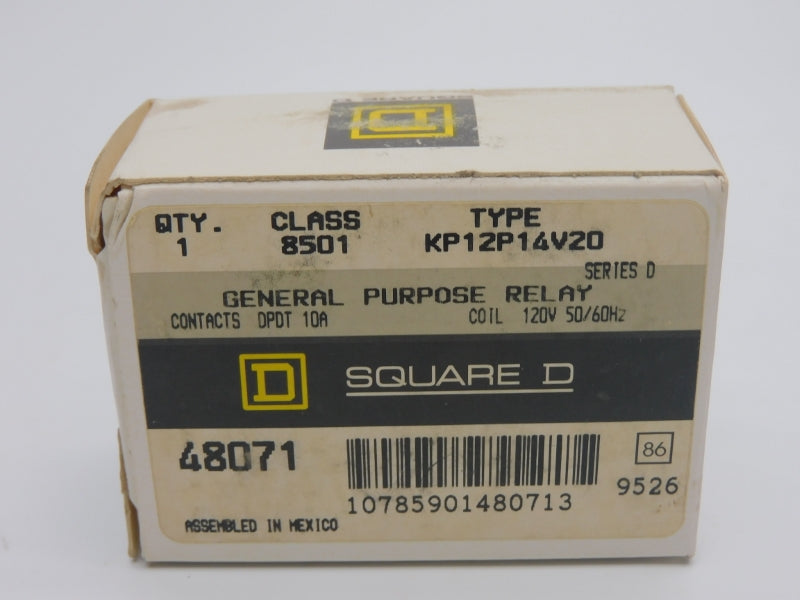 SQUARE D
D
QTY. CLASS TYPE
1 8501 KP12P14V20
SERIES D
GENERAL PURPOSE RELAY
CONTACTS DPDT 10A COIL 120V 50/60Hz
D SQUARE D
48071
86
10785901480713 9526
ASSEMBLED IN MEXICO